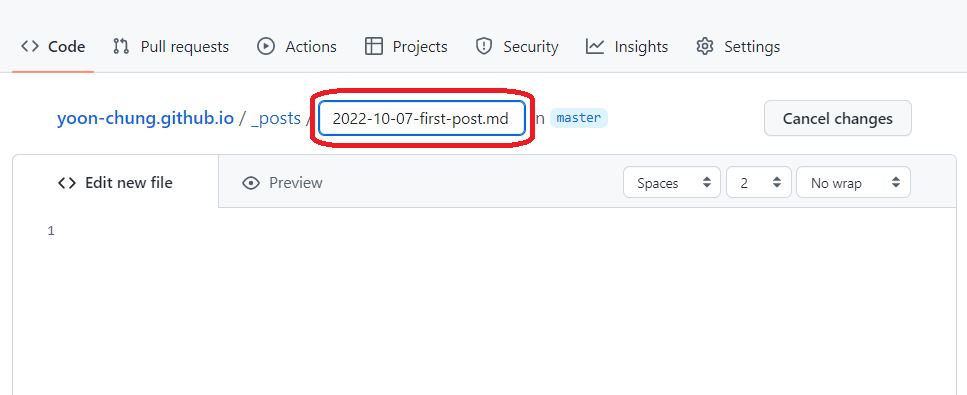 Code Pull requests Actions Projects Security Insights Settings
yoon-chung.github.io / _posts / 2022-10-07-first-post.md n master Cancel changes
Edit new file Preview Spaces 2 No wrap
1